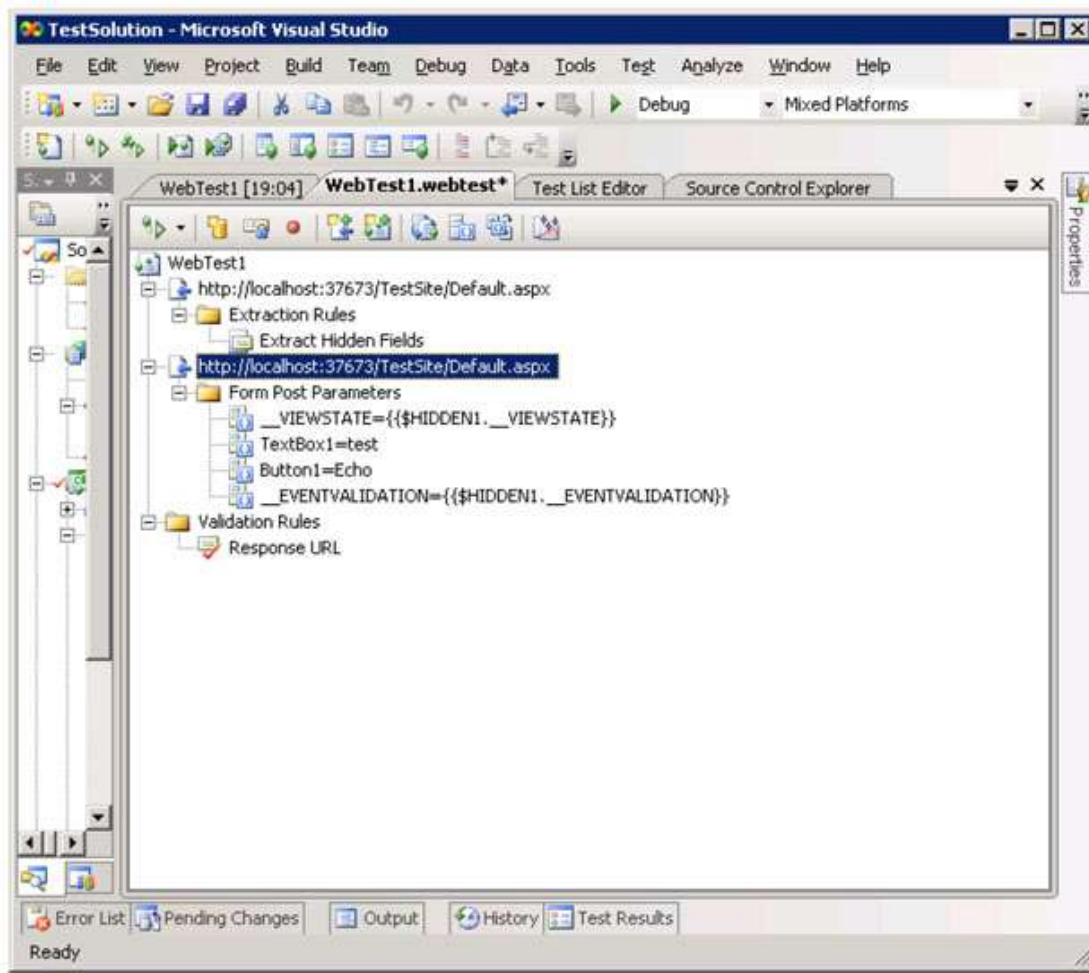 TestSolution - Microsoft Visual Studio
File Edit View Project Build Team Debug Data Tools Test Analyze Window Help
Debug Mixed Platforms
S:
WebTest1 [19:04] WebTest1.webtest* Test List Editor Source Control Explorer
Properties
So
WebTest1
http://localhost:37673/TestSite/Default.aspx
Extraction Rules
Extract Hidden Fields
http://localhost:37673/TestSite/Default.aspx
Form Post Parameters
__VIEWSTATE={{$HIDDEN1.__VIEWSTATE}}
TextBox1=test
Button1=Echo
__EVENTVALIDATION={{$HIDDEN1.__EVENTVALIDATION}}
Validation Rules
Response URL
Error List Pending Changes Output History Test Results
Ready